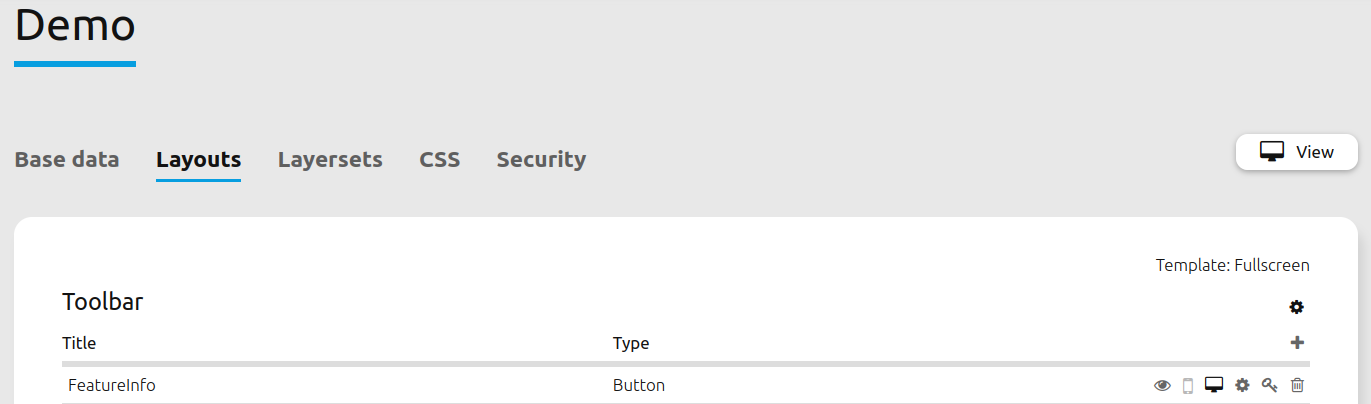 Demo
Base data Layouts Layersets CSS Security View
Template: Fullscreen
Toolbar
Title Type
FeatureInfo Button